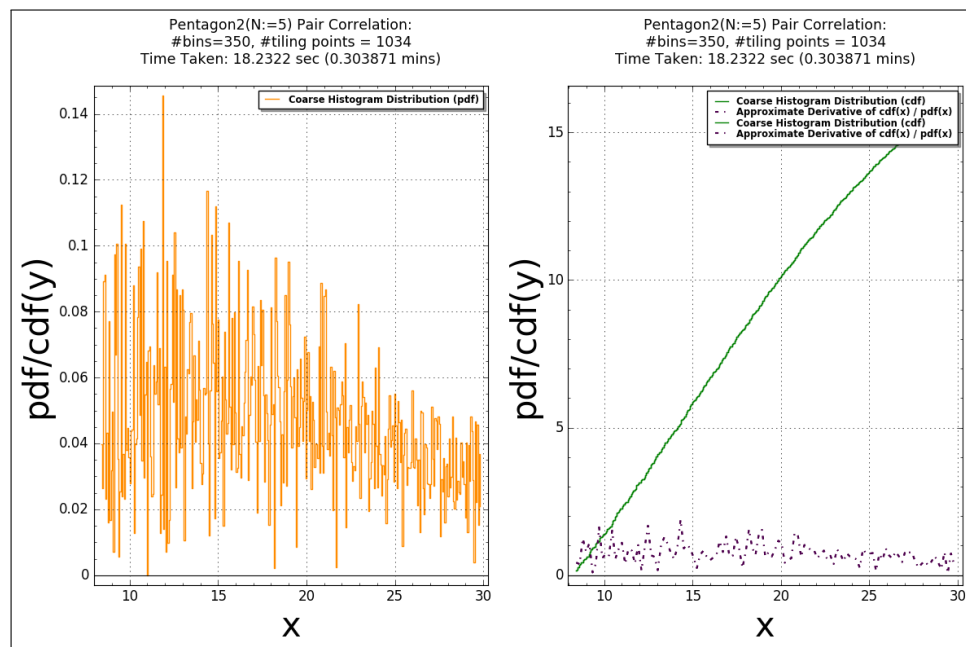 Pentagon2(N:=5) Pair Correlation:
#bins=350, #tiling points = 1034
Time Taken: 18.2322 sec (0.303871 mins)
Coarse Histogram Distribution (pdf)
0.14
0.12
0.1
0.08
0.06
0.04
0.02
0
pdf/cdf(y)
10
15
20
25
30
x
Pentagon2(N:=5) Pair Correlation:
#bins=350, #tiling points = 1034
Time Taken: 18.2322 sec (0.303871 mins)
Coarse Histogram Distribution (cdf)
Approximate Derivative of cdf(x) / pdf(x)
Coarse Histogram Distribution (cdf)
Approximate Derivative of cdf(x) / pdf(x)
15
10
5
0
pdf/cdf(y)
10
15
20
25
30
x